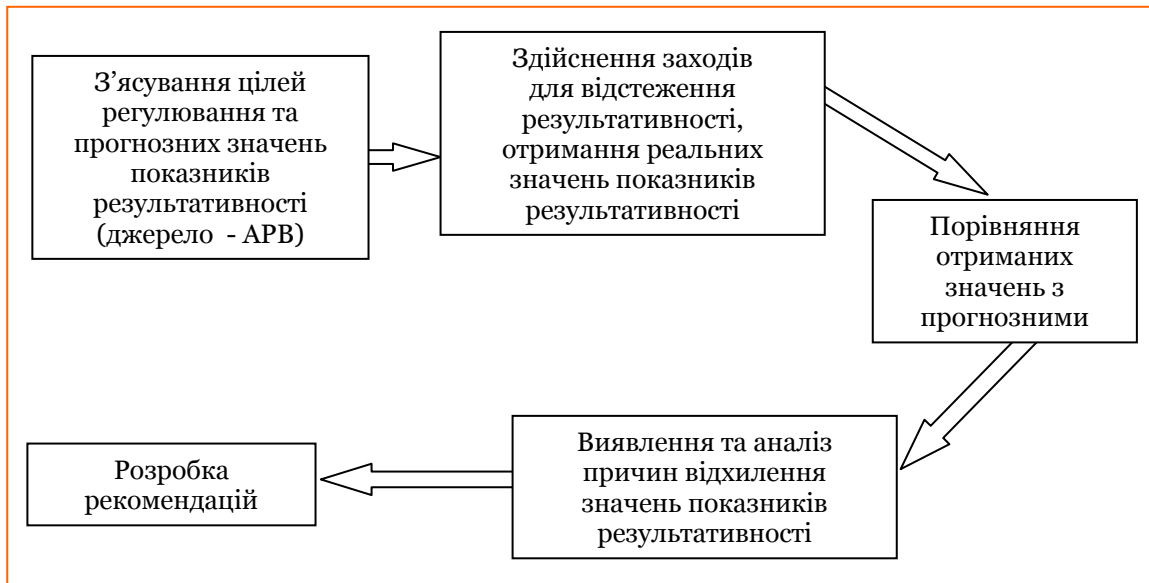 З’ясування цілей
регулювання та
прогнозних значень
показників
результативності
(джерело - АРВ)
Здійснення заходів
для відстеження
результативності,
отримання реальних
значень показників
результативності
Порівняння
отриманих
значень з
прогнозними
Виявлення та аналіз
причин відхилення
значень показників
результативності
Розробка
рекомендацій